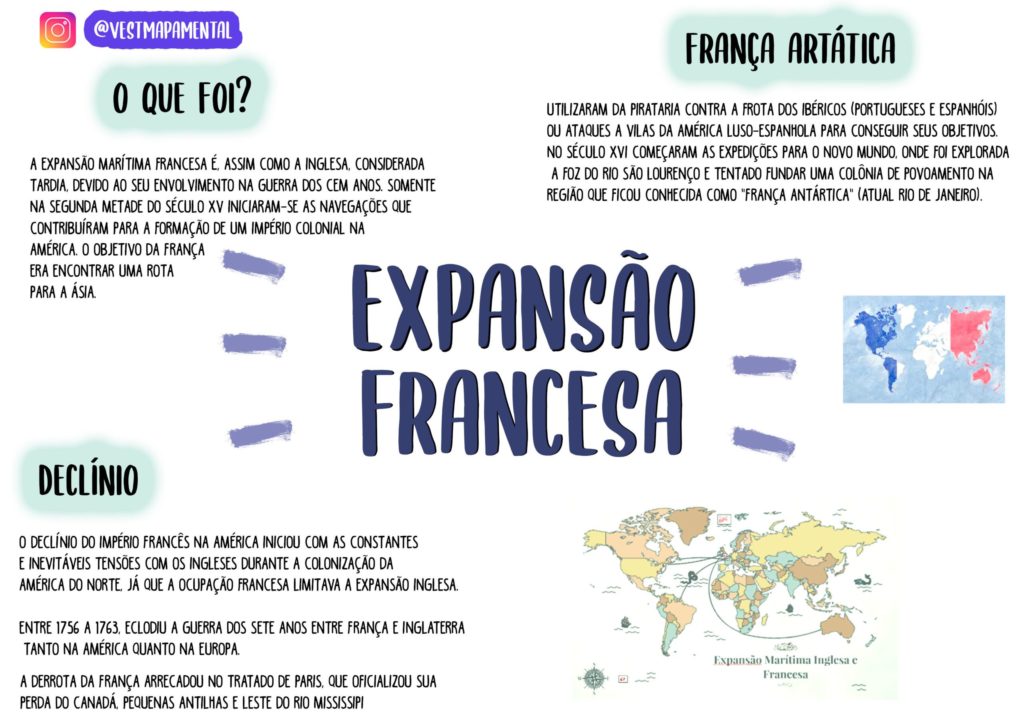 @VESTMAPAMENTAL
O QUE FOI?
A EXPANSÃO MARÍTIMA FRANCESA É, ASSIM COMO A INGLESA, CONSIDERADA
TARDIA, DEVIDO AO SEU ENVOLVIMENTO NA GUERRA DOS CEM ANOS. SOMENTE
NA SEGUNDA METADE DO SÉCULO XV INICIARAM-SE AS NAVEGAÇÕES QUE
CONTRIBUÍRAM PARA A FORMAÇÃO DE UM IMPÉRIO COLONIAL NA
AMÉRICA. O OBJETIVO DA FRANÇA
ERA ENCONTRAR UMA ROTA
PARA A ÁSIA.
FRANÇA ARTÁTICA
UTILIZARAM DA PIRATARIA CONTRA A FROTA DOS IBÉRICOS (PORTUGUESES E ESPANHÓIS)
OU ATAQUES A VILAS DA AMÉRICA LUSO-ESPANHOLA PARA CONSEGUIR SEUS OBJETIVOS.
NO SÉCULO XVI COMEÇARAM AS EXPEDIÇÕES PARA O NOVO MUNDO, ONDE FOI EXPLORADA
A FOZ DO RIO SÃO LOURENÇO E TENTADO FUNDAR UMA COLÔNIA DE POVOAMENTO NA
REGIÃO QUE FICOU CONHECIDA COMO "FRANÇA ANTÁRTICA" (ATUAL RIO DE JANEIRO).
EXPANSÃO
FRANCESA
DECLÍNIO
O DECLÍNIO DO IMPÉRIO FRANCÊS NA AMÉRICA INICIOU COM AS CONSTANTES
E INEVITÁVEIS TENSÕES COM OS INGLESES DURANTE A COLONIZAÇÃO DA
AMÉRICA DO NORTE, JÁ QUE A OCUPAÇÃO FRANCESA LIMITAVA A EXPANSÃO INGLESA.
ENTRE 1756 A 1763, ECLODIU A GUERRA DOS SETE ANOS ENTRE FRANÇA E INGLATERRA
TANTO NA AMÉRICA QUANTO NA EUROPA.
A DERROTA DA FRANÇA ARRECADOU NO TRATADO DE PARIS, QUE OFICIALIZOU SUA
PERDA DO CANADÁ, PEQUENAS ANTILHAS E LESTE DO RIO MISSISSIPI
Expansão Marítima Inglesa e
Francesa